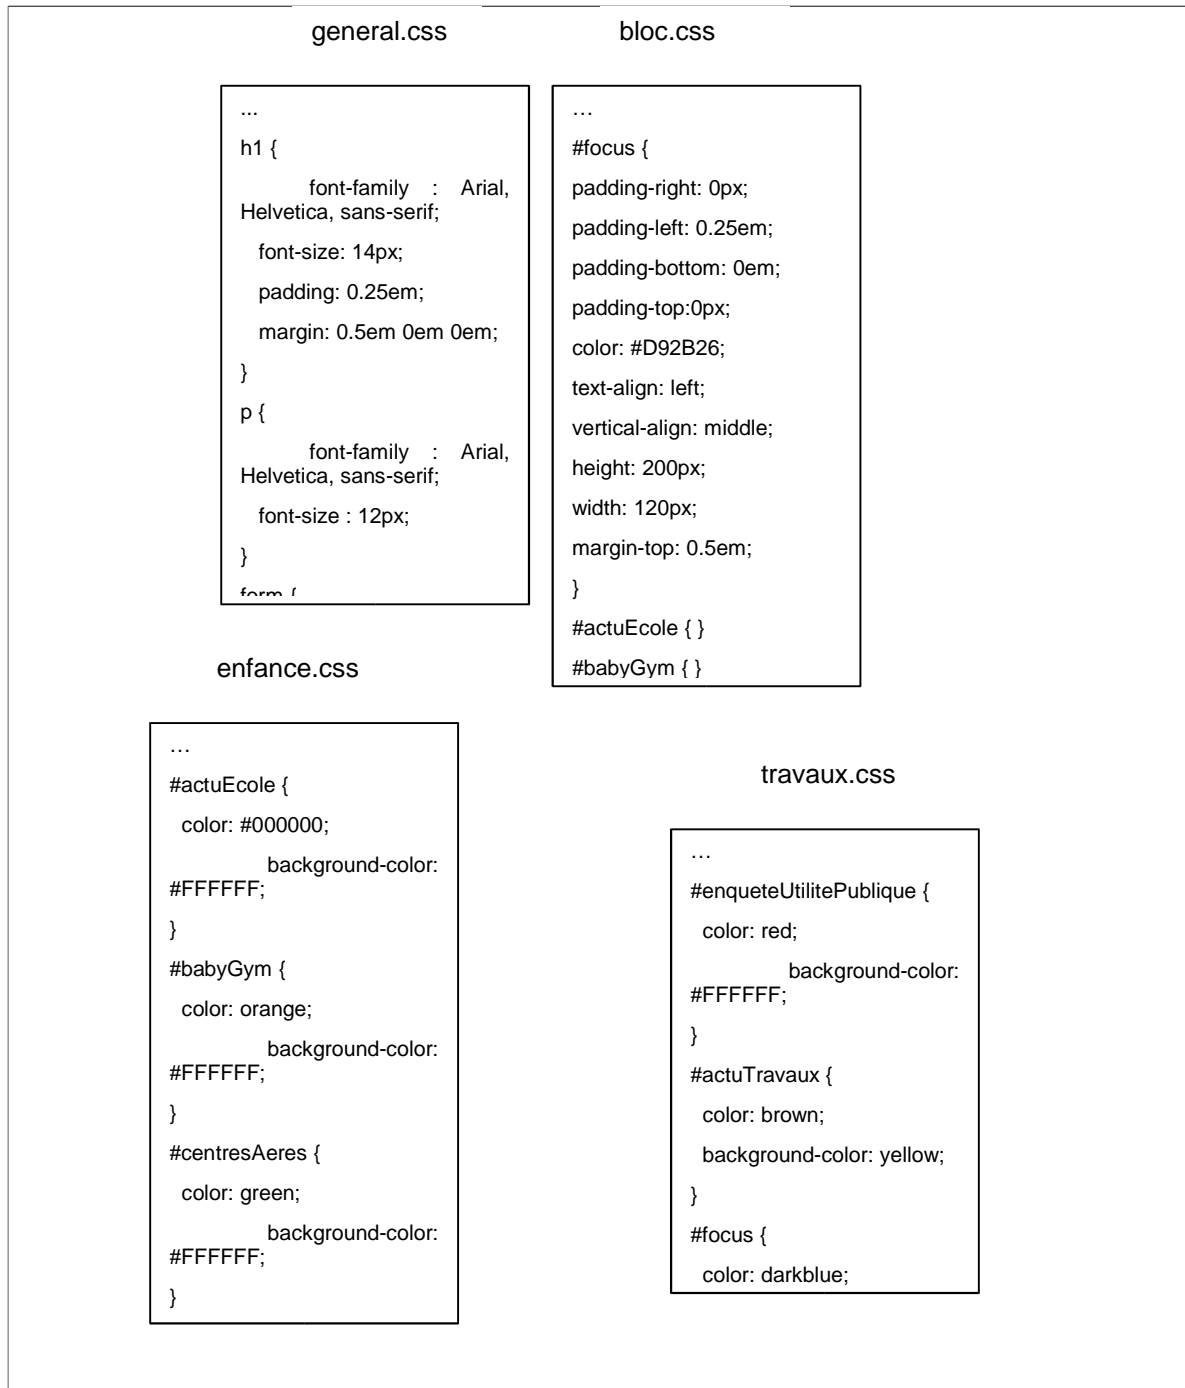 general.css
...
h1 {
font-family : Arial,
Helvetica, sans-serif;
font-size: 14px;
padding: 0.25em;
margin: 0.5em 0em 0em;
}
p {
font-family : Arial,
Helvetica, sans-serif;
font-size : 12px;
}
form {
bloc.css
…
#focus {
padding-right: 0px;
padding-left: 0.25em;
padding-bottom: 0em;
padding-top:0px;
color: #D92B26;
text-align: left;
vertical-align: middle;
height: 200px;
width: 120px;
margin-top: 0.5em;
}
#actuEcole { }
#babyGym { }
enfance.css
…
#actuEcole {
color: #000000;
background-color:
#FFFFFF;
}
#babyGym {
color: orange;
background-color:
#FFFFFF;
}
#centresAeres {
color: green;
background-color:
#FFFFFF;
}
travaux.css
…
#enqueteUtilitePublique {
color: red;
background-color:
#FFFFFF;
}
#actuTravaux {
color: brown;
background-color: yellow;
}
#focus {
color: darkblue;